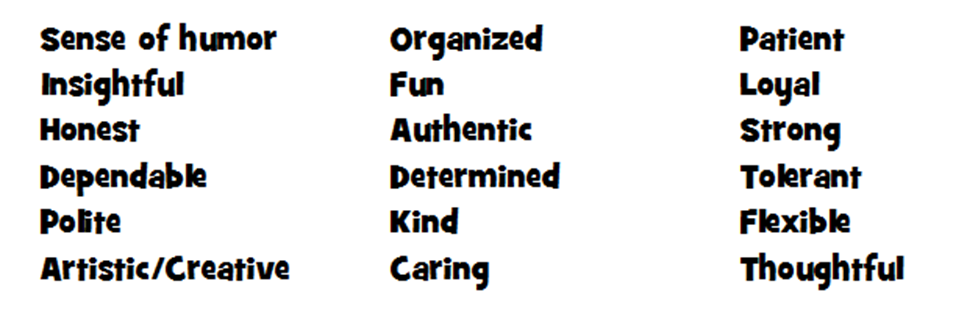 Sense of humor Organized Patient
Insightful Fun Loyal
Honest Authentic Strong
Dependable Determined Tolerant
Polite Kind Flexible
Artistic/Creative Caring Thoughtful